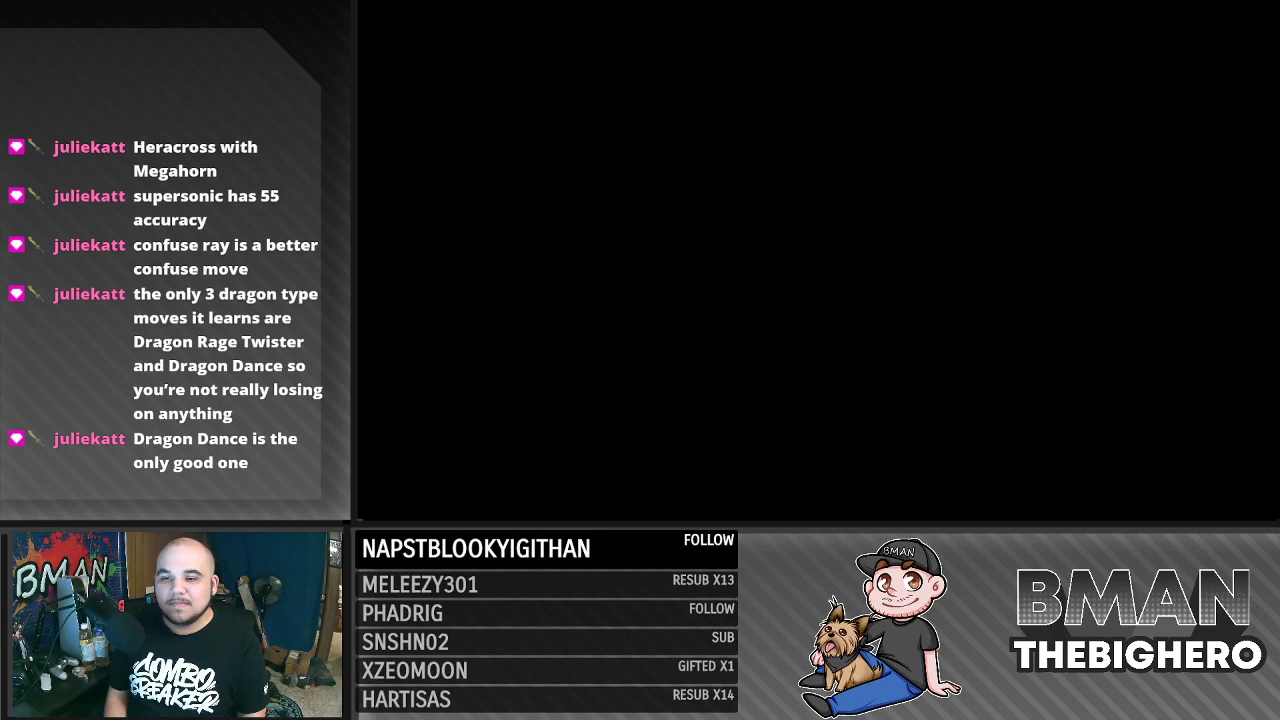 juliekatt Heracross with
Megahorn
juliekatt supersonic has 55
accuracy
juliekatt confuse ray is a better
confuse move
juliekatt the only 3 dragon type
moves it learns are
Dragon Rage Twister
and Dragon Dance so
you're not really losing
on anything
juliekatt Dragon Dance is the
only good one
BMAN
COMBO
BREAKER
NAPSTBLOOKYIGITHAN FOLLOW
MELEEZY301 RESUB X13
PHADRIG FOLLOW
SNSHN02 SUB
XZEOMOON GIFTED X1
HARTISAS RESUB X14
BMAN
BMAN
THEBIGHERO